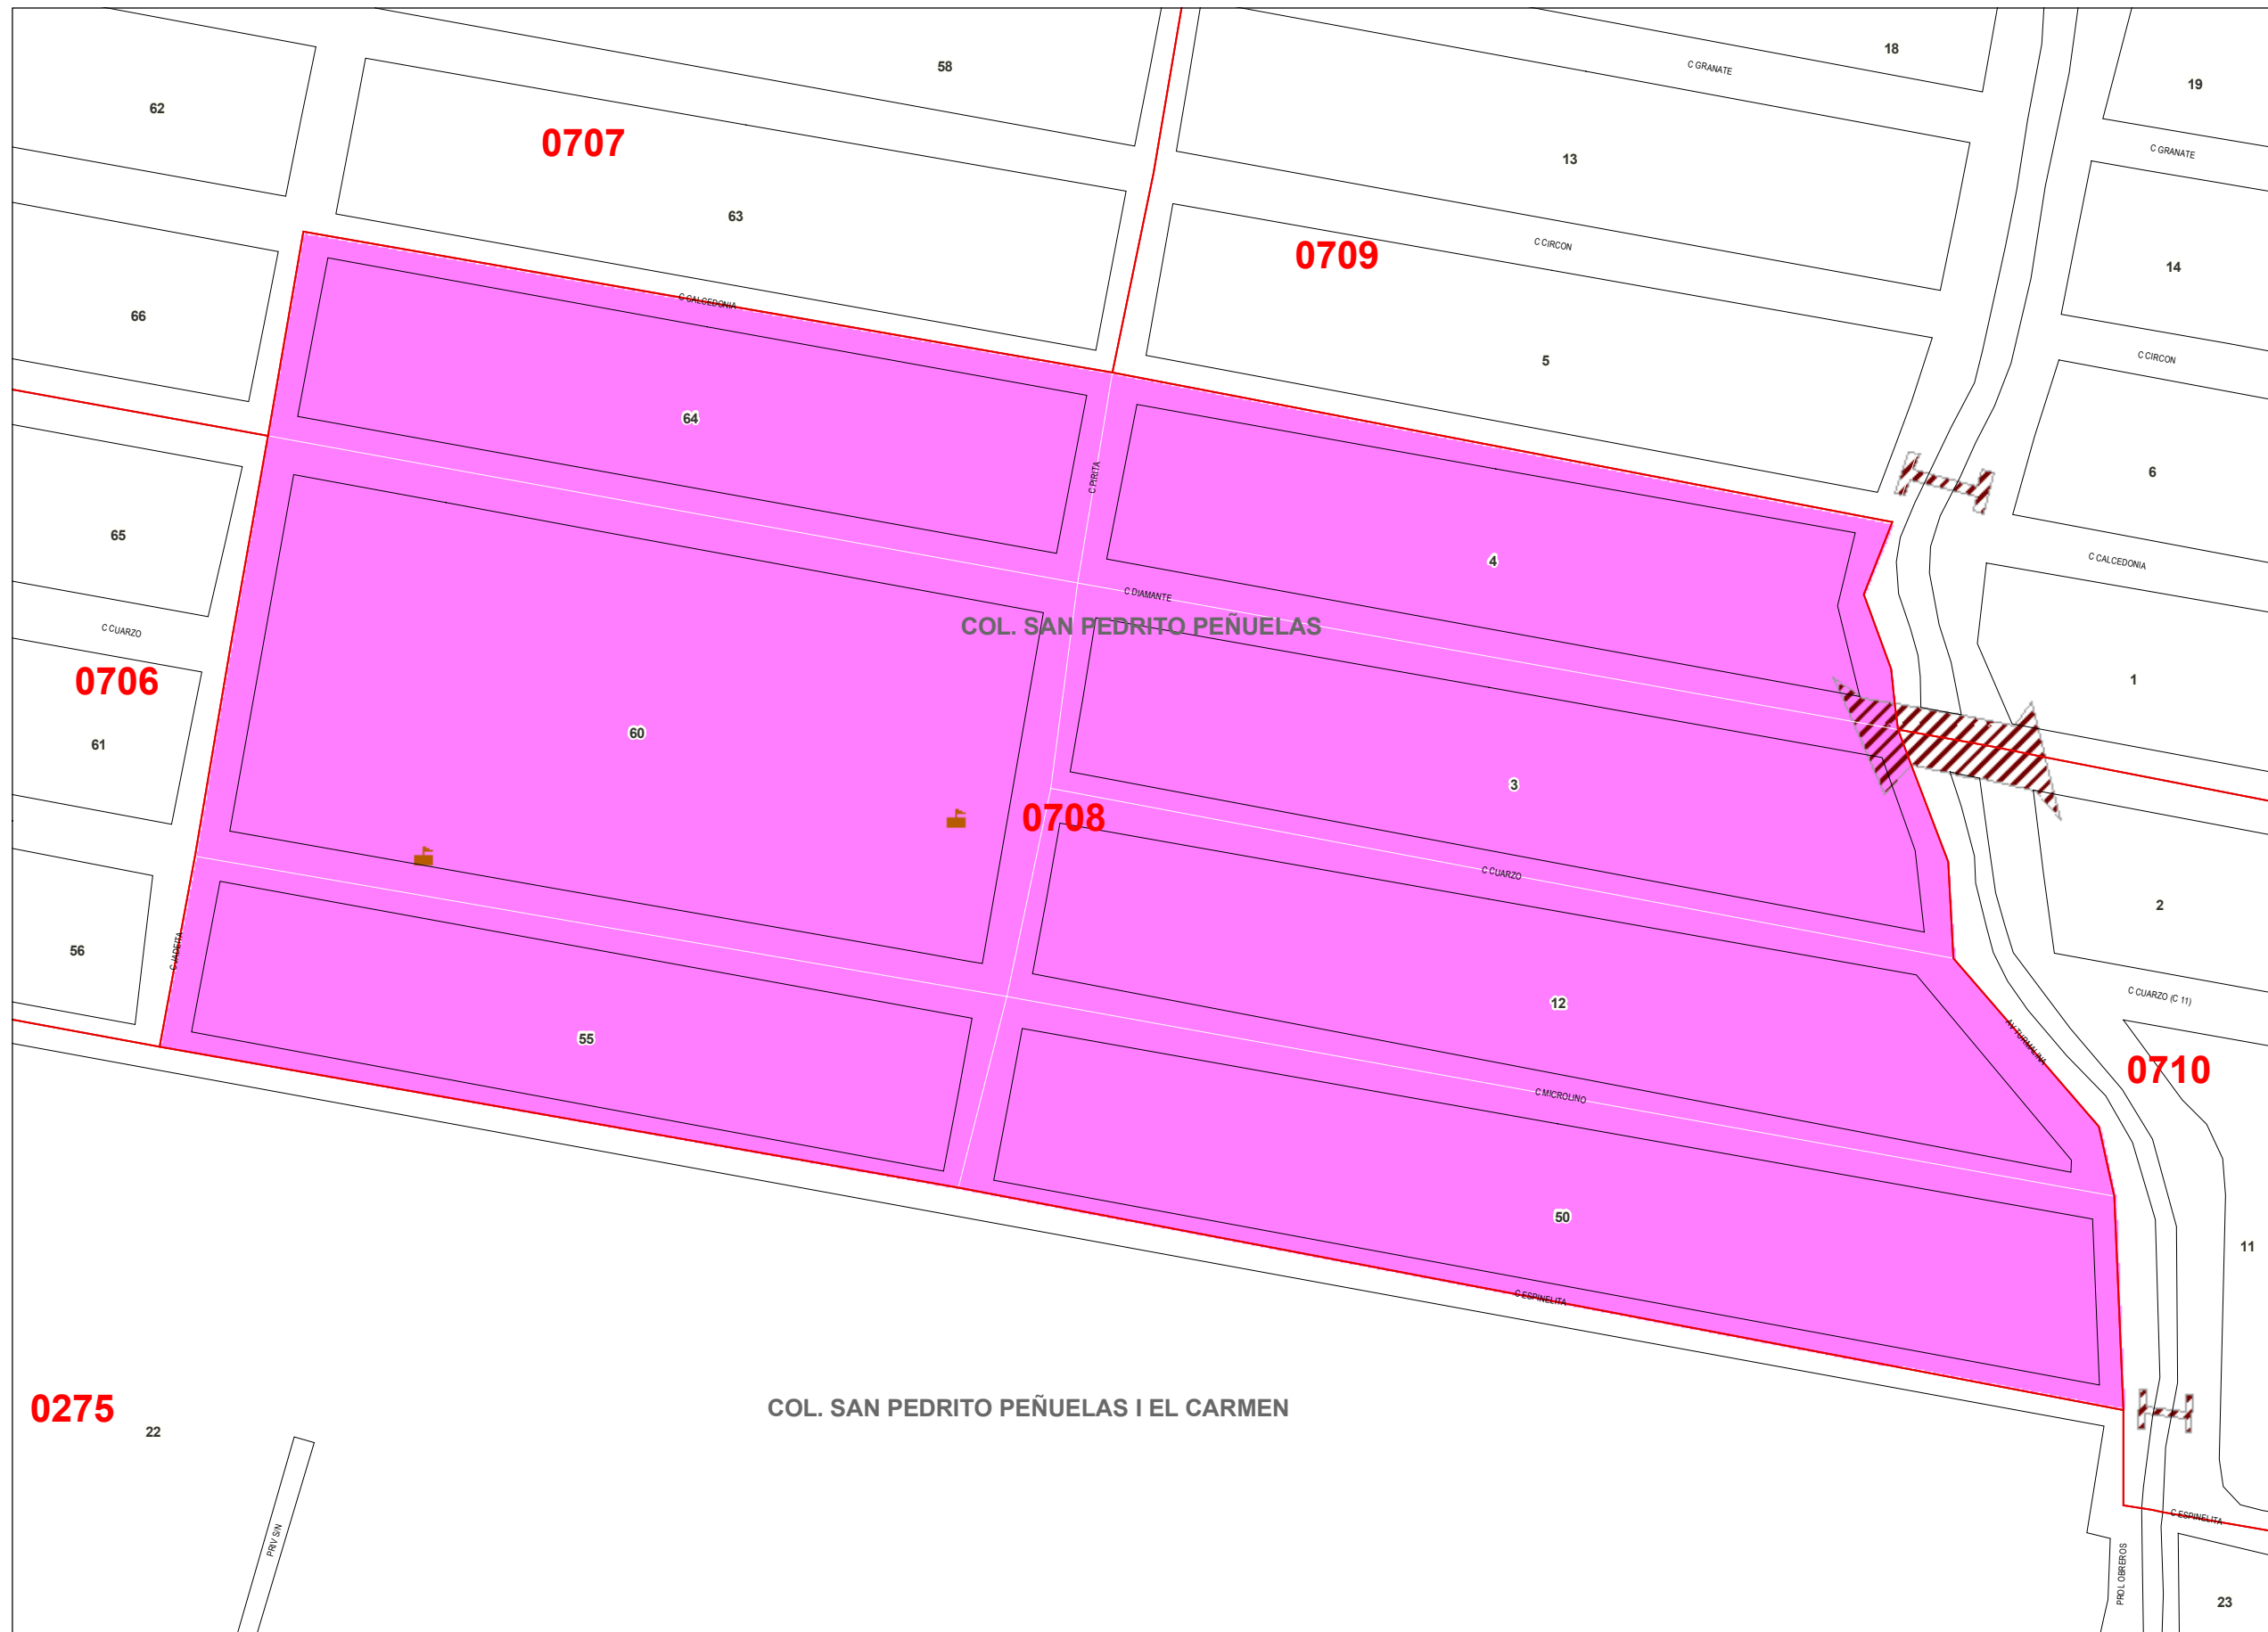 18
58
C GRANATE
19
62
0707
13
C GRANATE
63
C CIRCON
0709
14
C CALCEDONIA
66
5
C CIRCON
64
6
C PIRITA
65
4
C CALCEDONIA
C DIAMANTE
COL. SAN PEDRITO PEÑUELAS
C CUARZO
0706
1
60
61
3
0708
C CUARZO
2
C JADEITA
56
12
C CUARZO (C 11)
55
AV TURMALINA
0710
C MICROLINO
50
11
C ESPINELITA
0275
COL. SAN PEDRITO PEÑUELAS I EL CARMEN
22
C ESPINELITA
PRIV S/N
PROL OBREROS
23